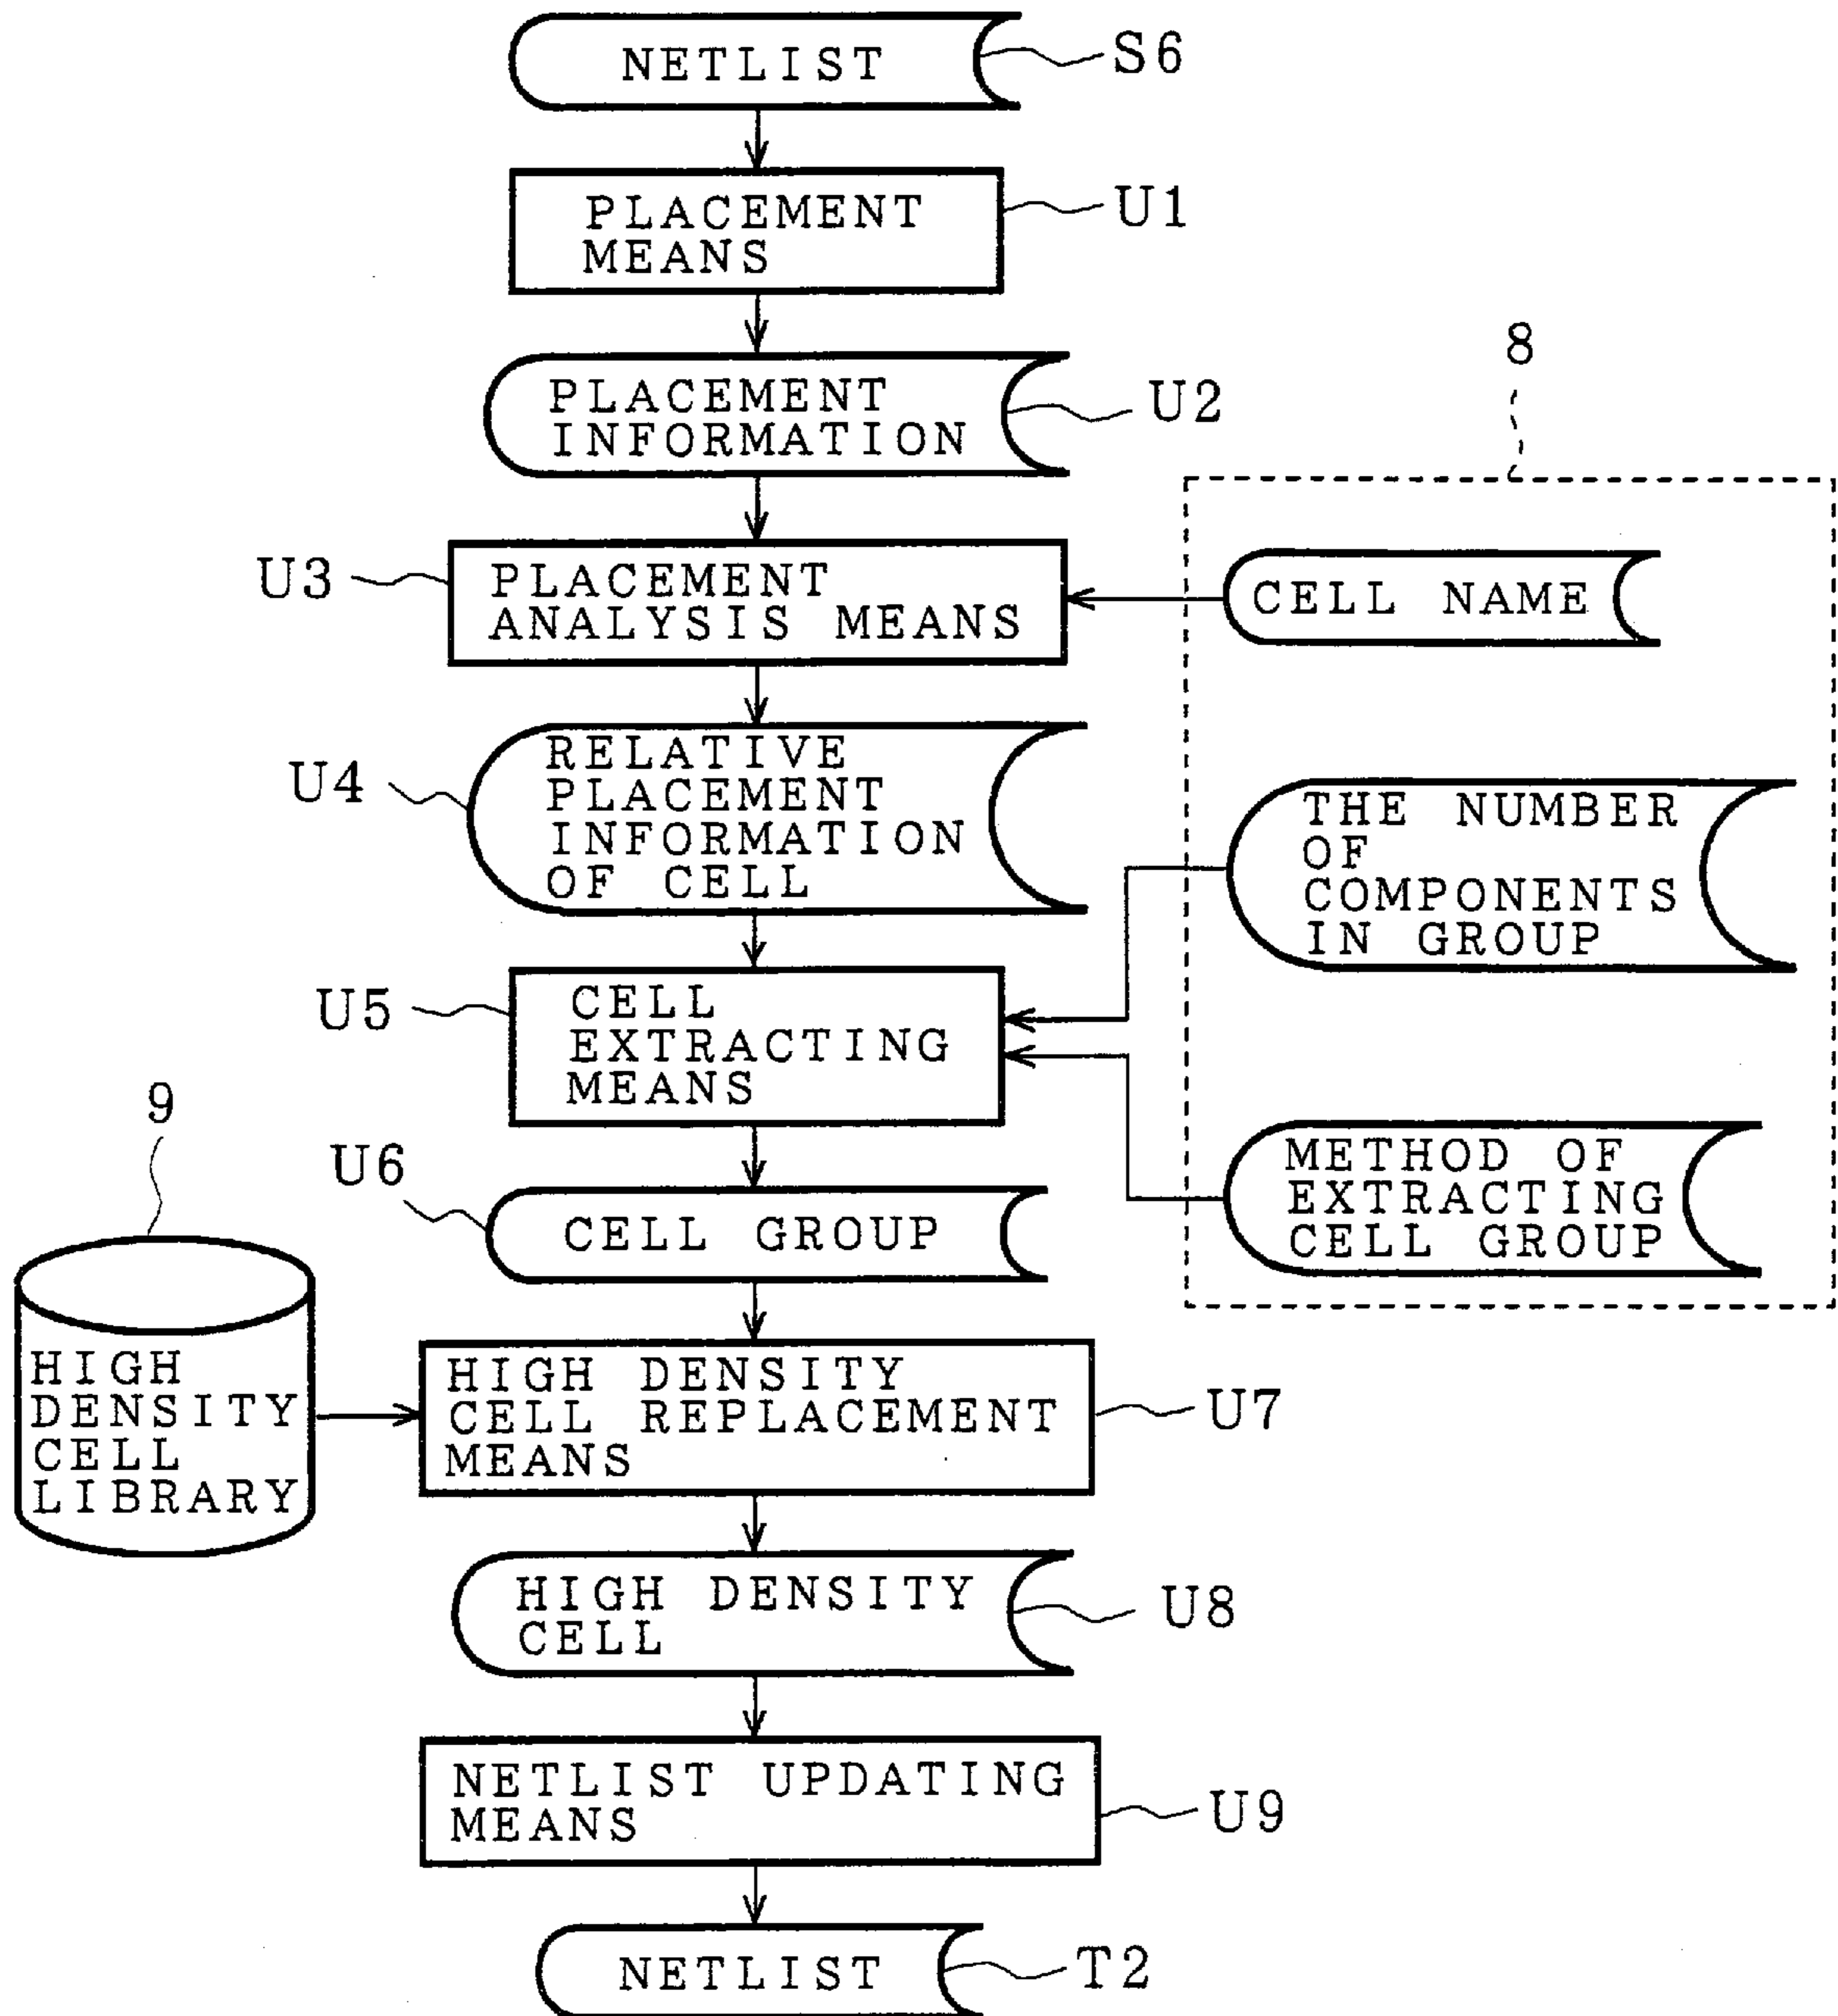 NETLIST
S6
PLACEMENT
MEANS
U1
PLACEMENT
INFORMATION
U2
8
U3
PLACEMENT
ANALYSIS MEANS
CELL NAME
U4
RELATIVE
PLACEMENT
INFORMATION
OF CELL
THE NUMBER
OF
COMPONENTS
IN GROUP
U5
CELL
EXTRACTING
MEANS
METHOD OF
EXTRACTING
CELL GROUP
U6
CELL GROUP
9
HIGH
DENSITY
CELL
LIBRARY
HIGH DENSITY
CELL REPLACEMENT
MEANS
U7
HIGH DENSITY
CELL
U8
NETLIST UPDATING
MEANS
U9
NETLIST
T2